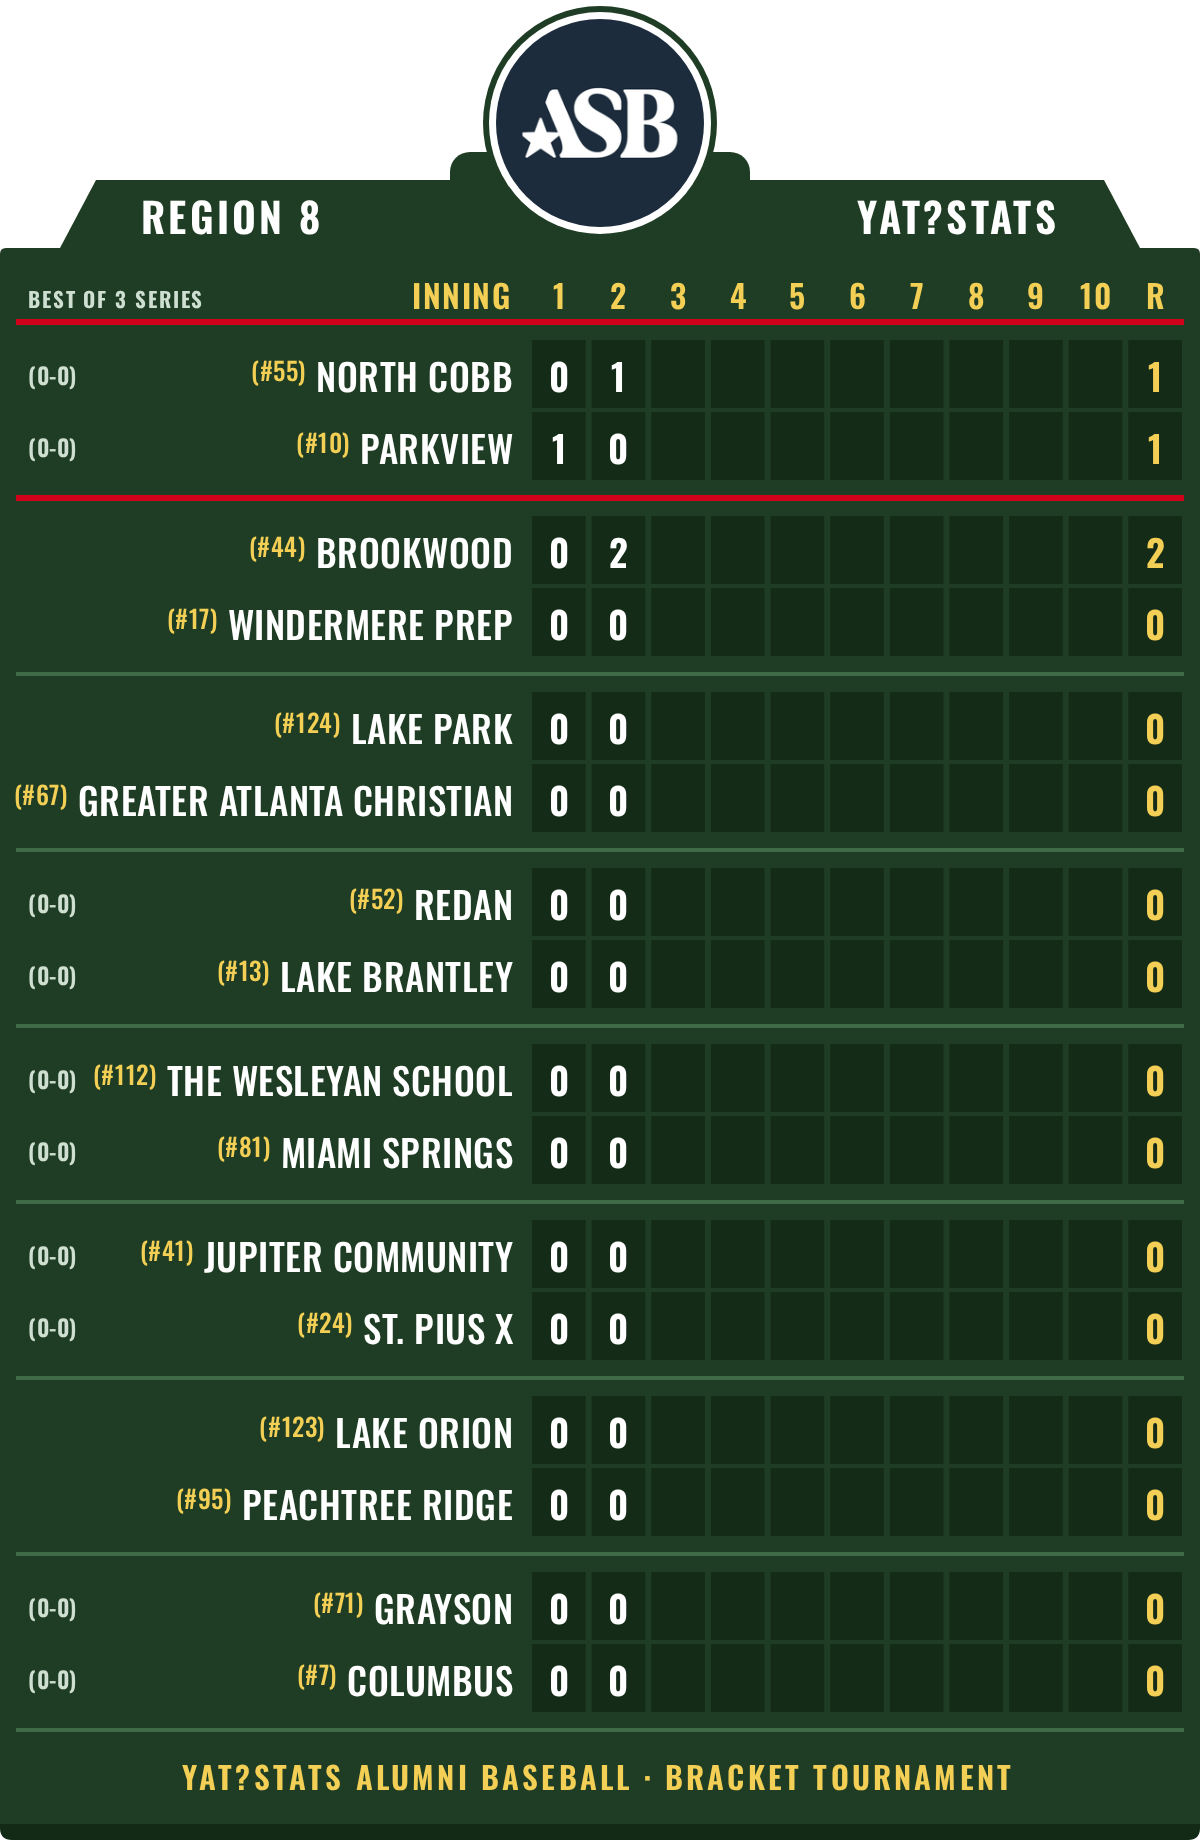 ASB
REGION 8 YAT?STATS
BEST OF 3 SERIES INNING 1 2 3 4 5 6 7 8 9 10 R
(0-0) (#55) NORTH COBB 0 1 1
(0-0) (#10) PARKVIEW 1 0 1
(#44) BROOKWOOD 0 2 2
(#17) WINDERMERE PREP 0 0 0
(#124) LAKE PARK 0 0 0
(#67) GREATER ATLANTA CHRISTIAN 0 0 0
(0-0) (#52) REDAN 0 0 0
(0-0) (#13) LAKE BRANTLEY 0 0 0
(0-0) (#112) THE WESLEYAN SCHOOL 0 0 0
(0-0) (#81) MIAMI SPRINGS 0 0 0
(0-0) (#41) JUPITER COMMUNITY 0 0 0
(0-0) (#24) ST. PIUS X 0 0 0
(#123) LAKE ORION 0 0 0
(#95) PEACHTREE RIDGE 0 0 0
(0-0) (#71) GRAYSON 0 0 0
(0-0) (#7) COLUMBUS 0 0 0
YAT?STATS ALUMNI BASEBALL · BRACKET TOURNAMENT